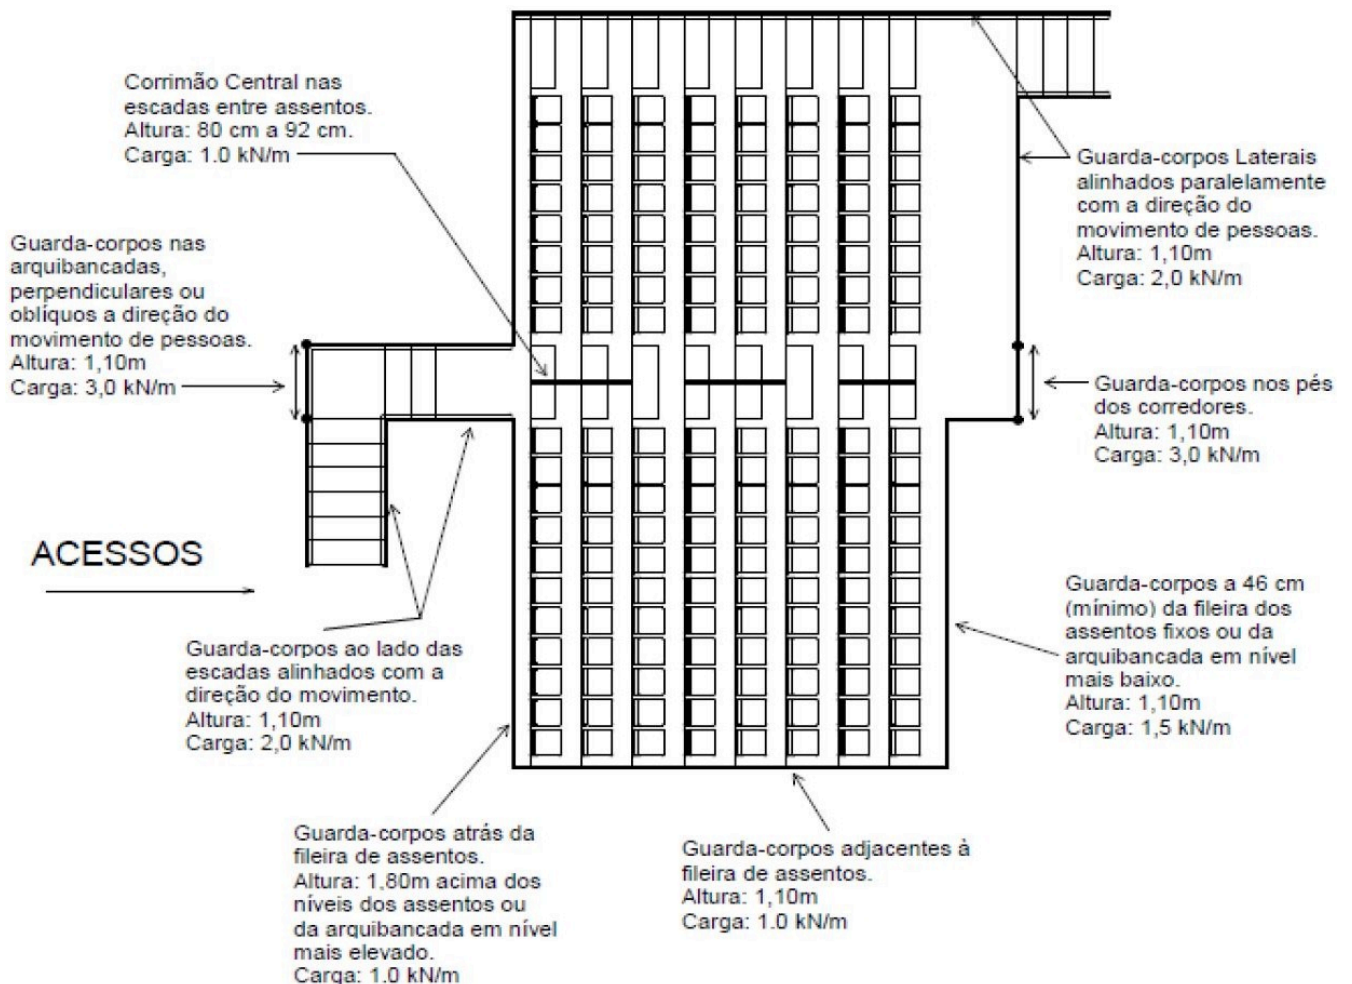 Corrimão Central nas
escadas entre assentos.
Altura: 80 cm a 92 cm.
Carga: 1.0 kN/m
Guarda-corpos Laterais
alinhados paralelamente
com a direção do
movimento de pessoas.
Altura: 1,10m
Carga: 2,0 kN/m
Guarda-corpos nas
arquibancadas,
perpendiculares ou
oblíquos a direção do
movimento de pessoas.
Altura: 1,10m
Carga: 3,0 kN/m
Guarda-corpos nos pés
dos corredores.
Altura: 1,10m
Carga: 3,0 kN/m
ACESSOS
Guarda-corpos a 46 cm
(mínimo) da fileira dos
assentos fixos ou da
arquibancada em nível
mais baixo.
Altura: 1,10m
Carga: 1,5 kN/m
Guarda-corpos ao lado das
escadas alinhados com a
direção do movimento.
Altura: 1,10m
Carga: 2,0 kN/m
Guarda-corpos atrás da
fileira de assentos.
Altura: 1,80m acima dos
níveis dos assentos ou
da arquibancada em nível
mais elevado.
Carga: 1.0 kN/m
Guarda-corpos adjacentes à
fileira de assentos.
Altura: 1,10m
Carga: 1.0 kN/m